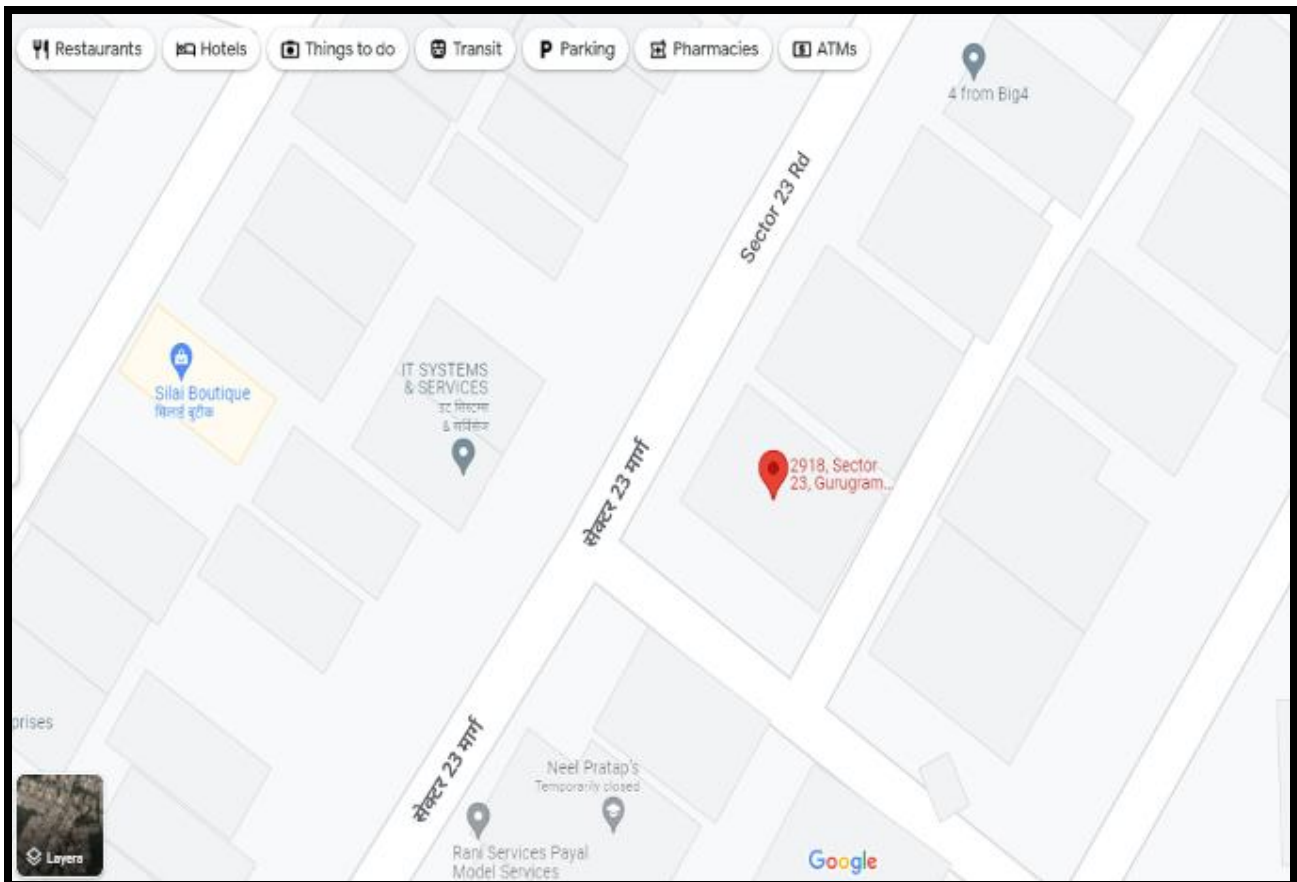 Restaurants
Hotels
Things to do
Transit
P Parking
Pharmacies
ATMs
4 from Big4
Sector 23 Rd
IT SYSTEMS
& SERVICES
& सर्विसेज
Silai Boutique
सिलाई बुटीक
2918, Sector
23, Gurugram...
सेक्टर 23 मार्ग
सेक्टर 23 मार्ग
prises
Neel Pratap's
Temporarily closed
Rani Services Payal
Model Services
Layers
Google